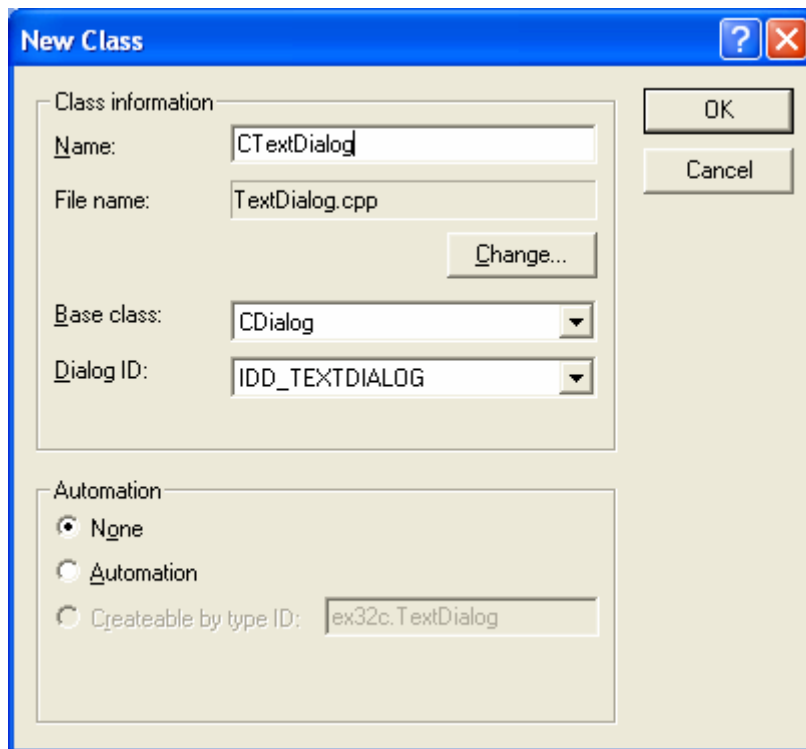 New Class
Class information
Name: CTextDialog
OK
File name: TextDialog.cpp
Cancel
Change...
Base class: CDialog
Dialog ID: IDD_TEXTDIALOG
Automation
None
Automation
Createable by type ID: ex32c.TextDialog